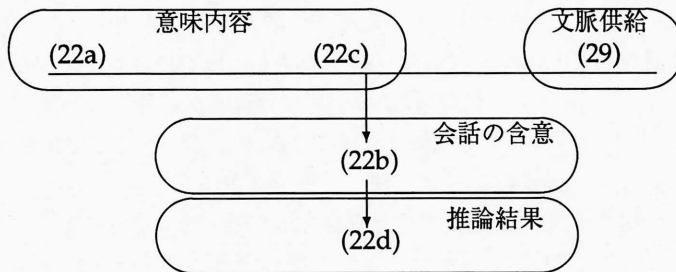 意味内容 文脈供給
(22a) (22c) (29)
会話の含意
(22b)
推論結果
(22d)